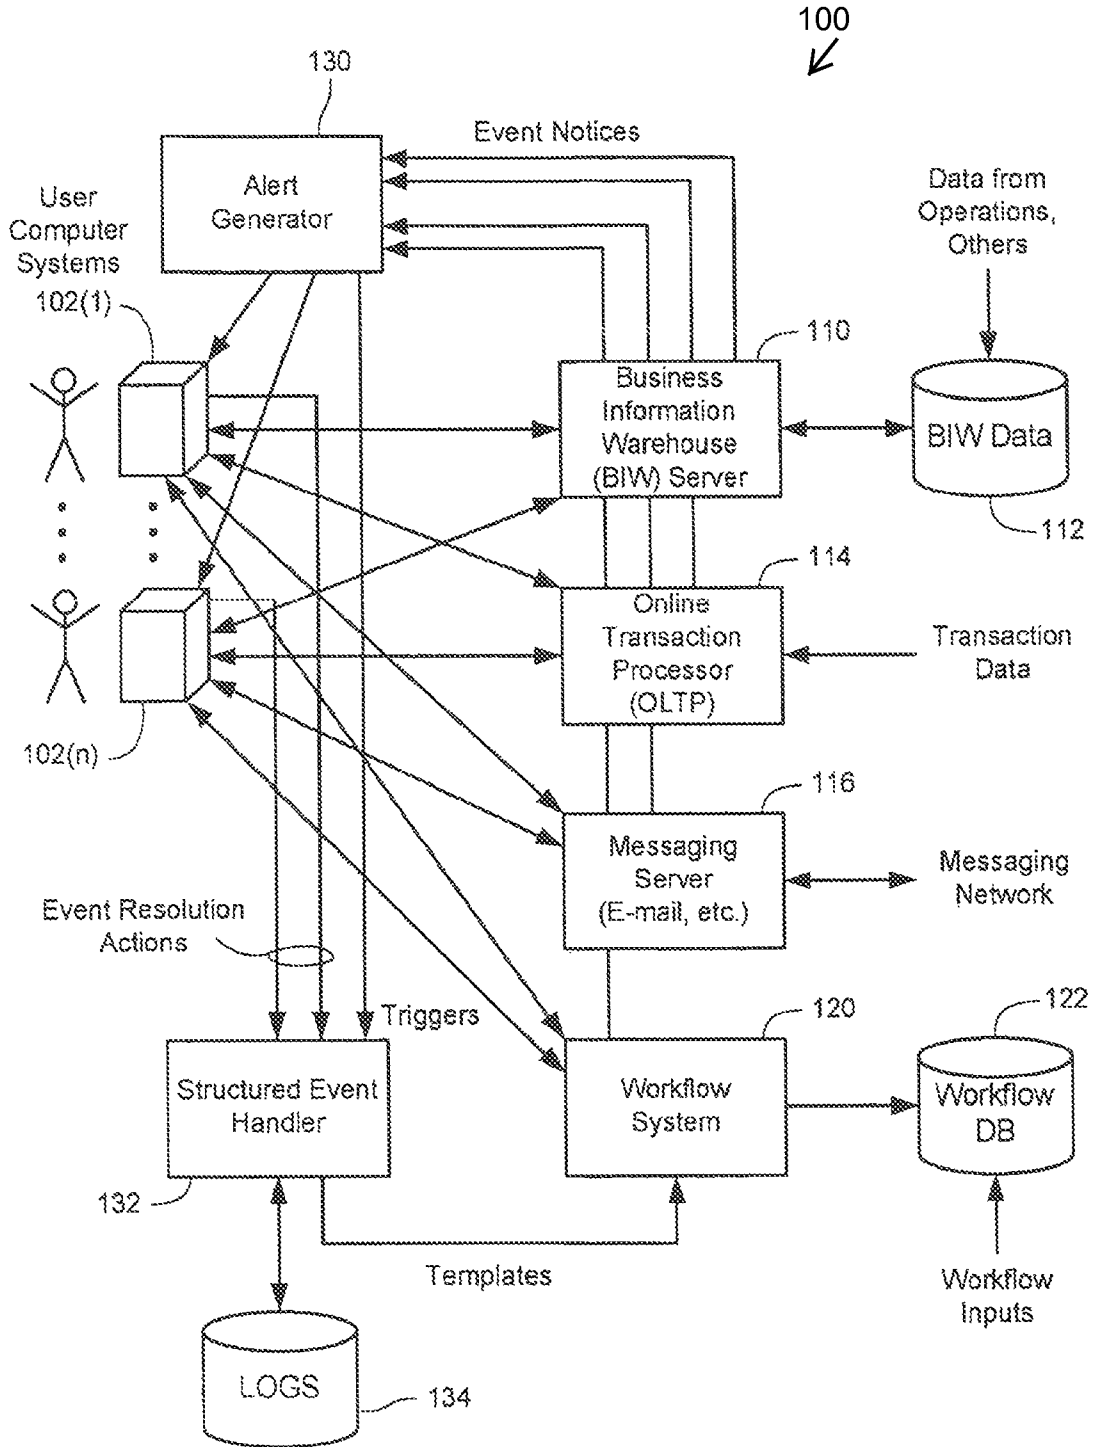 100
130
Event Notices
Alert
Generator
User
Computer
Systems
102(1)
Data from
Operations,
Others
110
Business
Information
Warehouse
(BIW) Server
BIW Data
112
114
Online
Transaction
Processor
(OLTP)
Transaction
Data
102(n)
116
Messaging
Server
(E-mail, etc.)
Messaging
Network
Event Resolution
Actions
Triggers
120
122
Structured Event
Handler
Workflow
System
Workflow
DB
132
Templates
Workflow
Inputs
LOGS
134